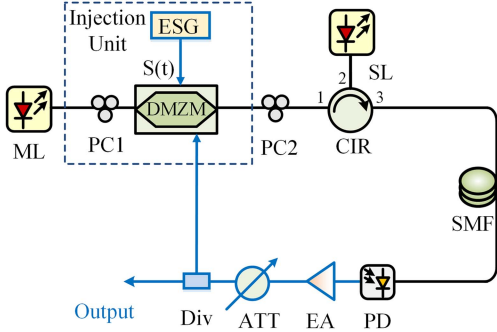 Injection
Unit
ESG
S(t)
SL
2
DMZM
1
3
ML
PC1
PC2
CIR
SMF
Output
Div
ATT
EA
PD